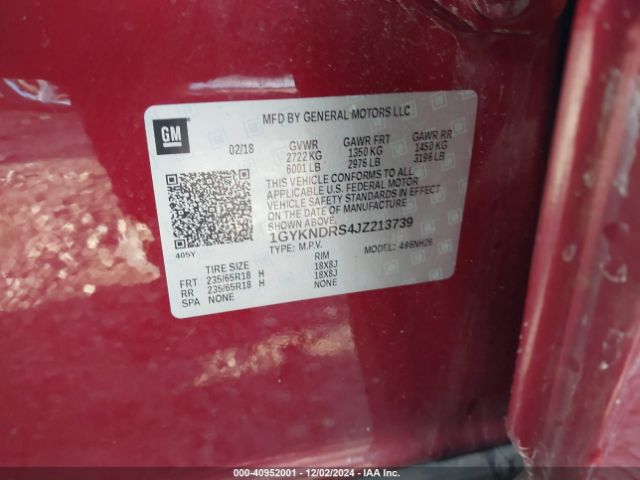 MFD BY GENERAL MOTORS LLC
GM
02/18 GVWR GAWR FRT GAWR RR
2722 KG 1350 KG 1450 KG
6001 LB 2976 LB 3196 LB
THIS VEHICLE CONFORMS TO ALL
APPLICABLE U.S. FEDERAL MOTOR
VEHICLE SAFETY STANDARDS IN EFFECT
ON THE DATE OF MANUFACTURE
SHOWN ABOVE.
1GYKNDRS4JZ213739
405Y TYPE: M.P.V. MODEL: 496NH26
TIRE SIZE RIM
FRT 235/65R18 H 18X8J
RR 235/65R18 H 18X8J
SPA NONE NONE
000-40952001 - 12/02/2024 - IAA Inc.